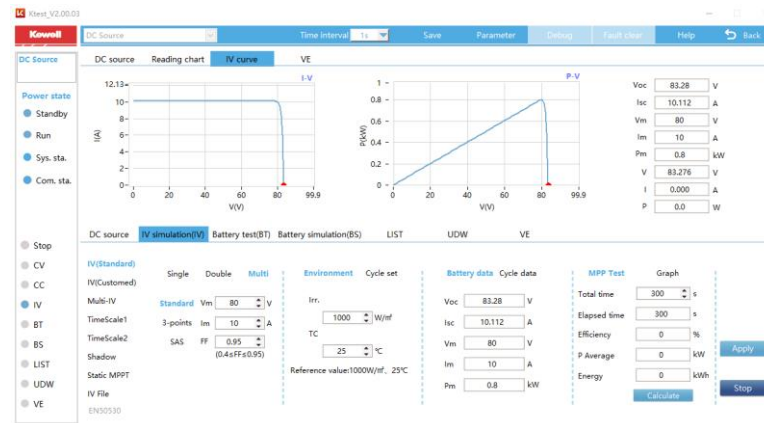 Ktest_V2.00.03
Kewell DC Source Time Interval 1s Save Parameter Debug Fault clear Help Back
DC Source
DC source Reading chart IV curve VE
Power state
Standby
Run
Sys. sta.
Com. sta.
I-V
12.13
10
8
6
4
2
0
I(A)
0 20 40 60 80 99.9
V(V)
P-V
1
0.8
0.6
0.4
0.2
0
P(kW)
0 20 40 60 80 99.9
V(V)
Voc 83.28 V
Isc 10.112 A
Vm 80 V
Im 10 A
Pm 0.8 kW
V 83.276 V
I 0.000 A
P 0.0 W
DC source IV simulation(IV) Battery test(BT) Battery simulation(BS) LIST UDW VE
Stop
CV
CC
IV
BT
BS
LIST
UDW
VE
IV(Standard)
IV(Customed)
Multi-IV
TimeScale1
TimeScale2
Shadow
Static MPPT
IV File
EN50530
Single Double Multi
Standard Vm 80 V
3-points Im 10 A
SAS FF 0.95
(0.4≤FF≤0.95)
Environment Cycle set
Irr.
1000 W/㎡
TC
25 ℃
Reference value:1000W/㎡, 25℃
Battery data Cycle data
Voc 83.28 V
Isc 10.112 A
Vm 80 V
Im 10 A
Pm 0.8 kW
MPP Test Graph
Total time 300 s
Elapsed time 300 s
Efficiency 0 %
P Average 0 kW
Energy 0 kWh
Calculate
Apply
Stop